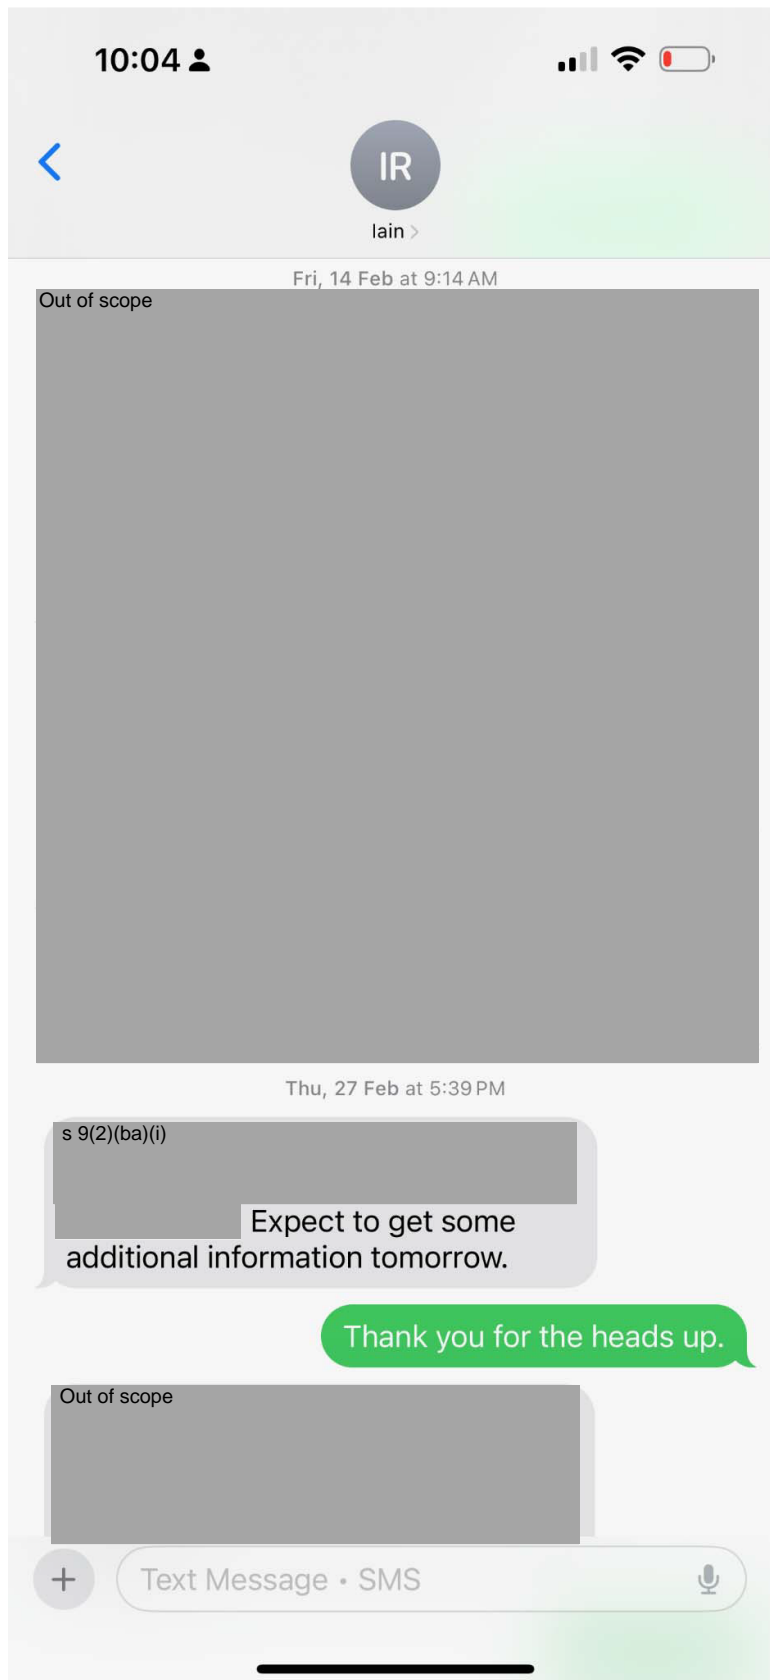 10:04
IR
Iain
Fri, 14 Feb at 9:14 AM
Out of scope
Thu, 27 Feb at 5:39 PM
s 9(2)(ba)(i)
Expect to get some
additional information tomorrow.
Thank you for the heads up.
Out of scope
Text Message • SMS